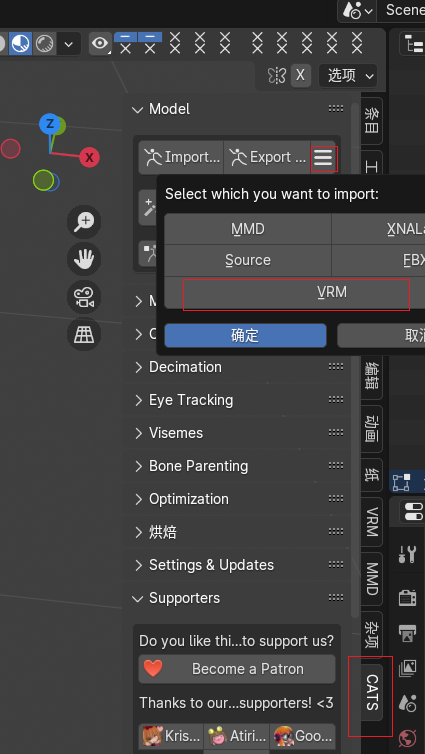 Scene
X 选项
Model
Import...
Export ...
Select which you want to import:
MMD
XNALa
Source
FBX
VRM
确定
取消
M
C
Decimation
Eye Tracking
Visemes
Bone Parenting
Optimization
烘焙
Settings & Updates
Supporters
Do you like thi...to support us?
Become a Patron
Thanks to our...supporters! <3
Kris...
Atiri...
Goo...
Z
X
条目
工
编辑
动画
纸
VRM
MMD
杂项
CATS